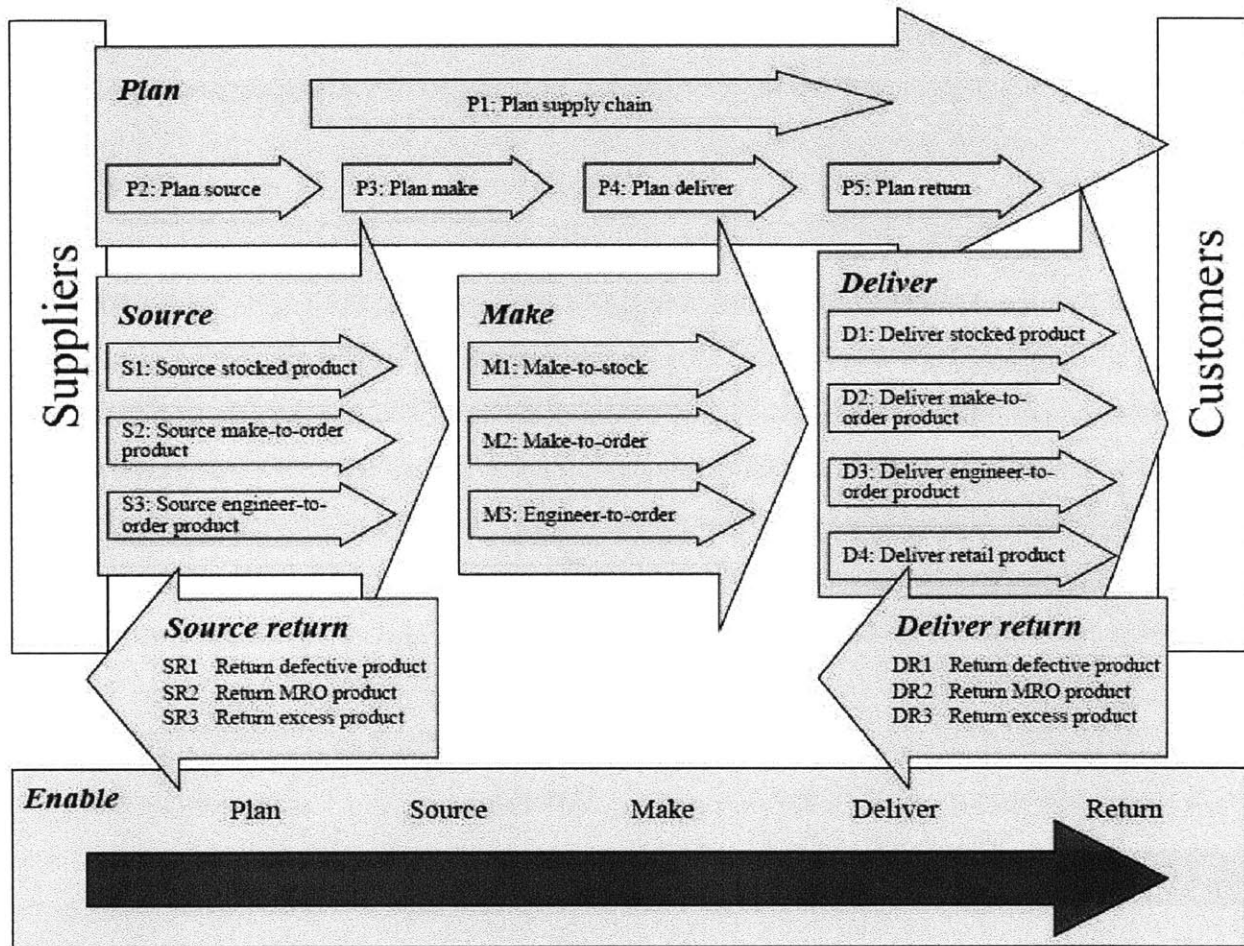 Suppliers
Plan
P1: Plan supply chain
P2: Plan source
P3: Plan make
P4: Plan deliver
P5: Plan return
Source
S1: Source stocked product
S2: Source make-to-order
product
S3: Source engineer-to-
order product
Make
M1: Make-to-stock
M2: Make-to-order
M3: Engineer-to-order
Deliver
D1: Deliver stocked product
D2: Deliver make-to-
order product
D3: Deliver engineer-to-
order product
D4: Deliver retail product
Customers
Source return
SR1 Return defective product
SR2 Return MRO product
SR3 Return excess product
Deliver return
DR1 Return defective product
DR2 Return MRO product
DR3 Return excess product
Enable
Plan Source Make Deliver Return